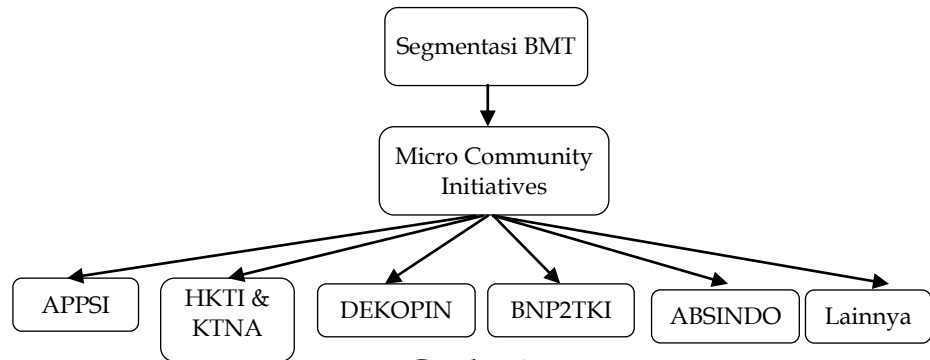 Segmentasi BMT
Micro Community
Initiatives
APPSI
HKTI &
KTNA
DEKOPIN
BNP2TKI
ABSINDO
Lainnya